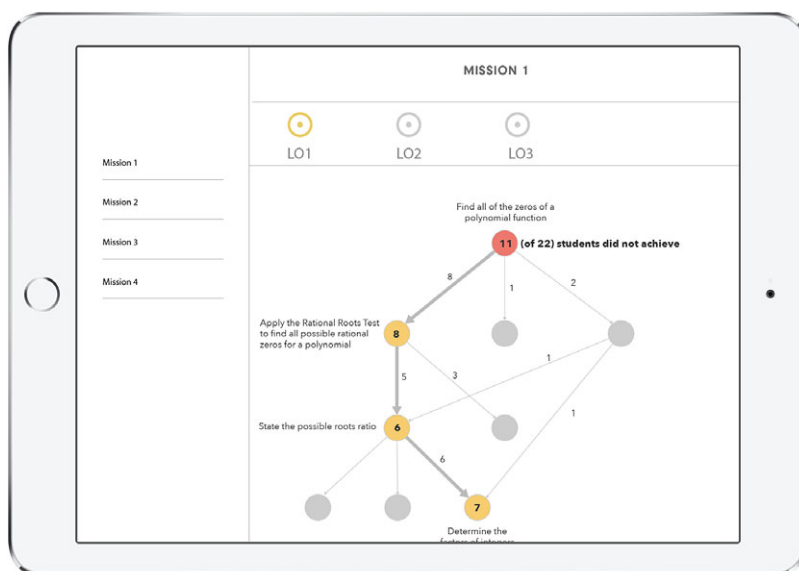 MISSION 1
LO1
LO2
LO3
Mission 1
Mission 2
Mission 3
Mission 4
Find all of the zeros of a
polynomial function
11 (of 22) students did not achieve
8
1
2
Apply the Rational Roots Test
to find all possible rational
zeros for a polynomial
8
1
5
3
1
State the possible roots ratio
6
6
7
Determine the
factors of integers